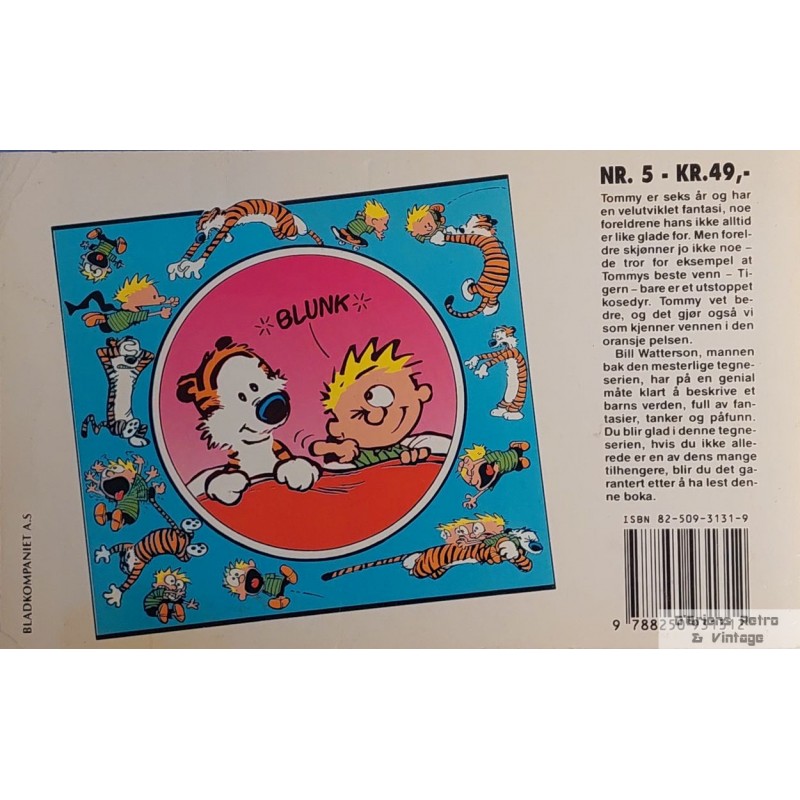 NR. 5 - KR.49,-
Tommy er seks år og har
en velutviklet fantasi, noe
foreldrene hans ikke alltid
er like glade for. Men forel-
dre skjønner jo ikke noe –
de tror for eksempel at
Tommys beste venn – Ti-
gern – bare er et utstoppet
kosedyr. Tommy vet be-
dre, og det gjør også vi
som kjenner vennen i den
oransje pelsen.
Bill Watterson, mannen
bak den mesterlige tegne-
serien, har på en genial
måte klart å beskrive et
barns verden, full av fan-
tasier, tanker og påfunn.
Du blir glad i denne tegne-
serien, hvis du ikke alle-
rede er en av dens mange
tilhengere, blir du det ga-
rantert etter å ha lest den-
ne boka.
ISBN 82-509-3131-9
9 788250 931312
O'Briens Retro
& Vintage
BLUNK
BLADKOMPANIET A.S